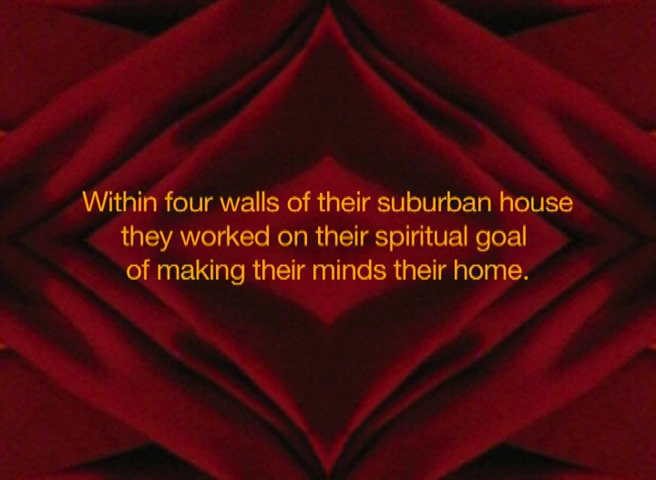 Within four walls of their suburban house
they worked on their spiritual goal
of making their minds their home.